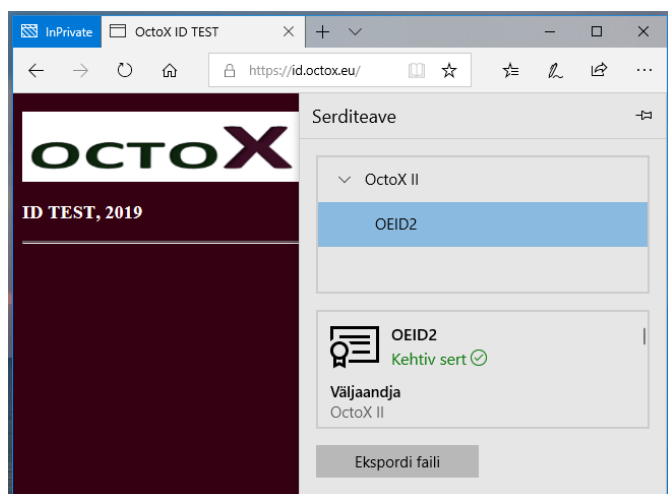 InPrivate
OctoX ID TEST
https://id.octox.eu/
OCTOX
ID TEST, 2019
Serditeave
OctoX II
OEID2
OEID2
Kehtiv sert
Väljaandja
OctoX II
Ekspordi faili